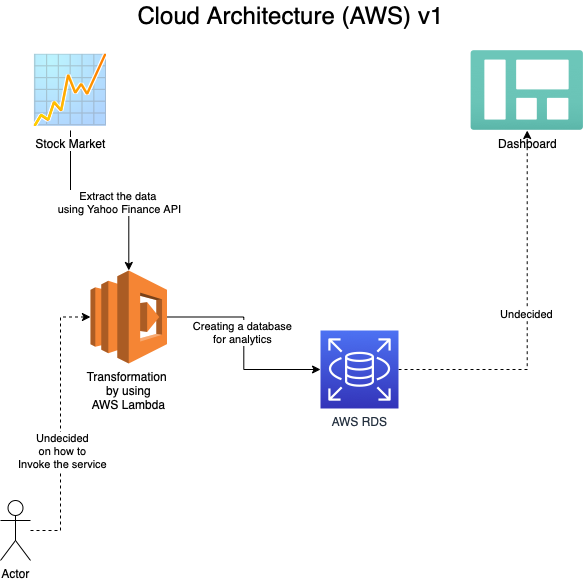 Cloud Architecture (AWS) v1
Stock Market
Dashboard
Extract the data
using Yahoo Finance API
Creating a database
for analytics
Undecided
Transformation
by using
AWS Lambda
AWS RDS
Undecided
on how to
Invoke the service
Actor